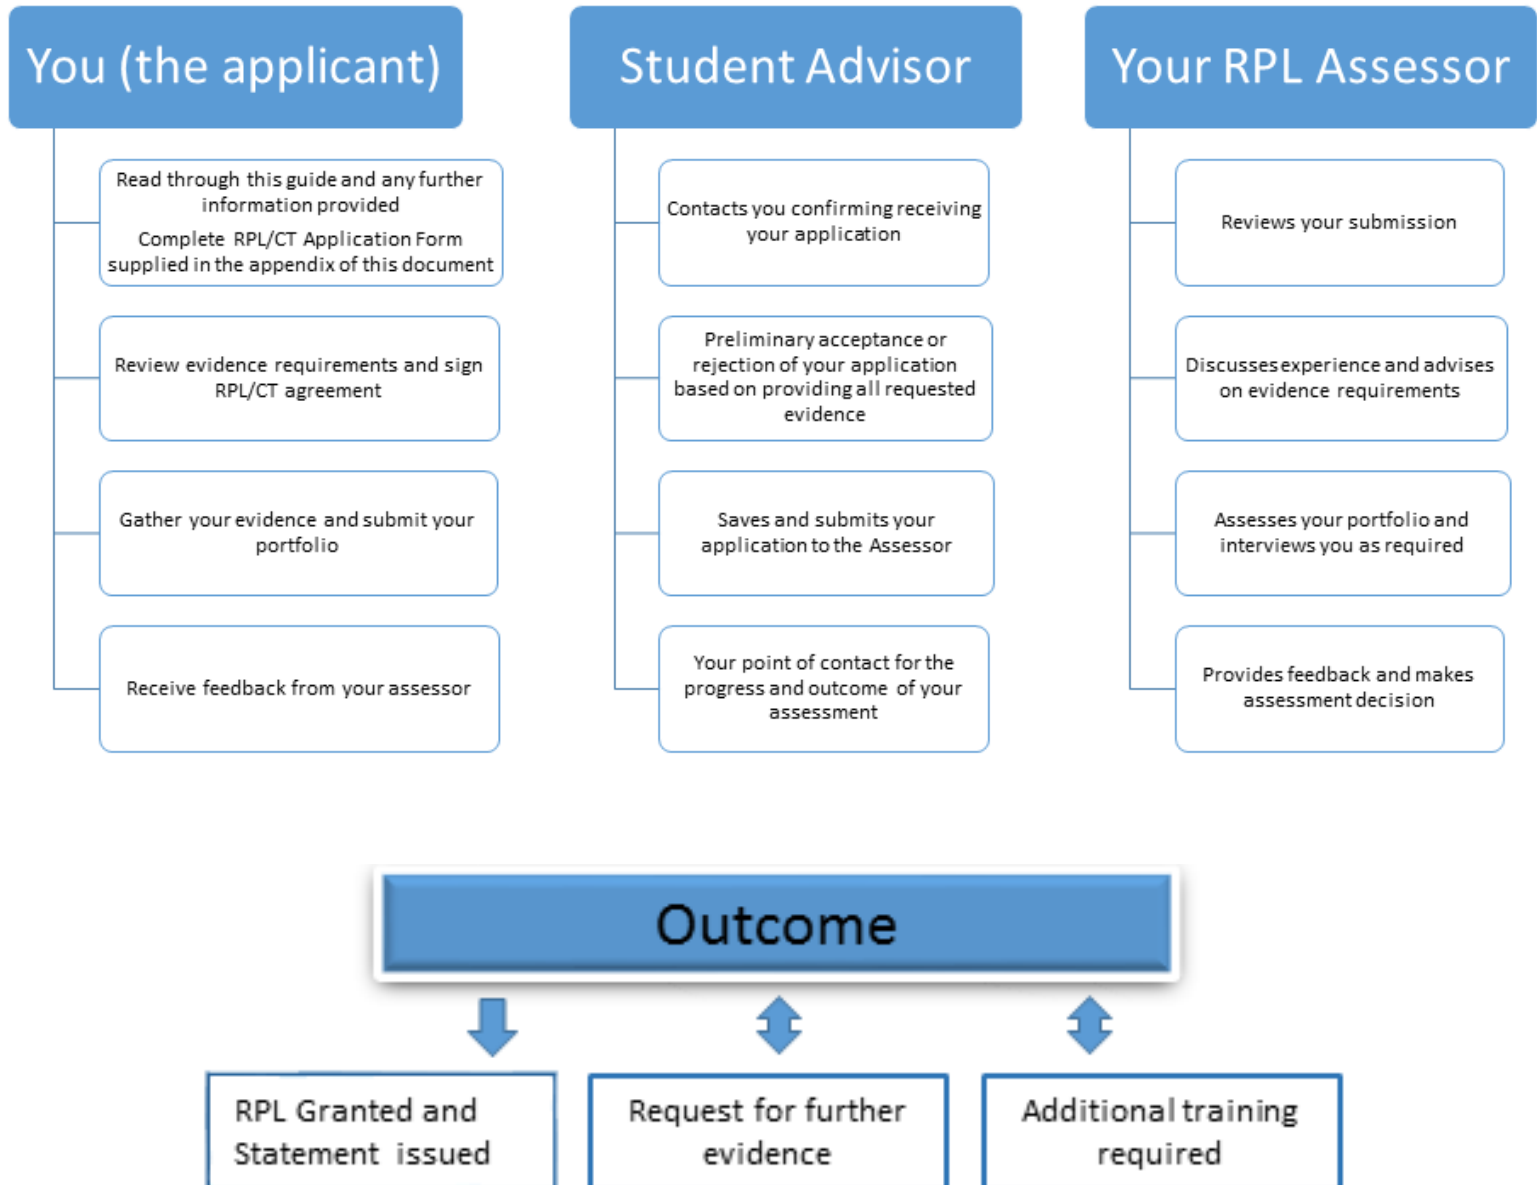 You (the applicant)
Read through this guide and any further
information provided
Complete RPL/CT Application Form
supplied in the appendix of this document
Review evidence requirements and sign
RPL/CT agreement
Gather your evidence and submit your
portfolio
Receive feedback from your assessor
Student Advisor
Contacts you confirming receiving
your application
Preliminary acceptance or
rejection of your application
based on providing all requested
evidence
Saves and submits your
application to the Assessor
Your point of contact for the
progress and outcome of your
assessment
Your RPL Assessor
Reviews your submission
Discusses experience and advises
on evidence requirements
Assesses your portfolio and
interviews you as required
Provides feedback and makes
assessment decision
Outcome
RPL Granted and
Statement issued
Request for further
evidence
Additional training
required